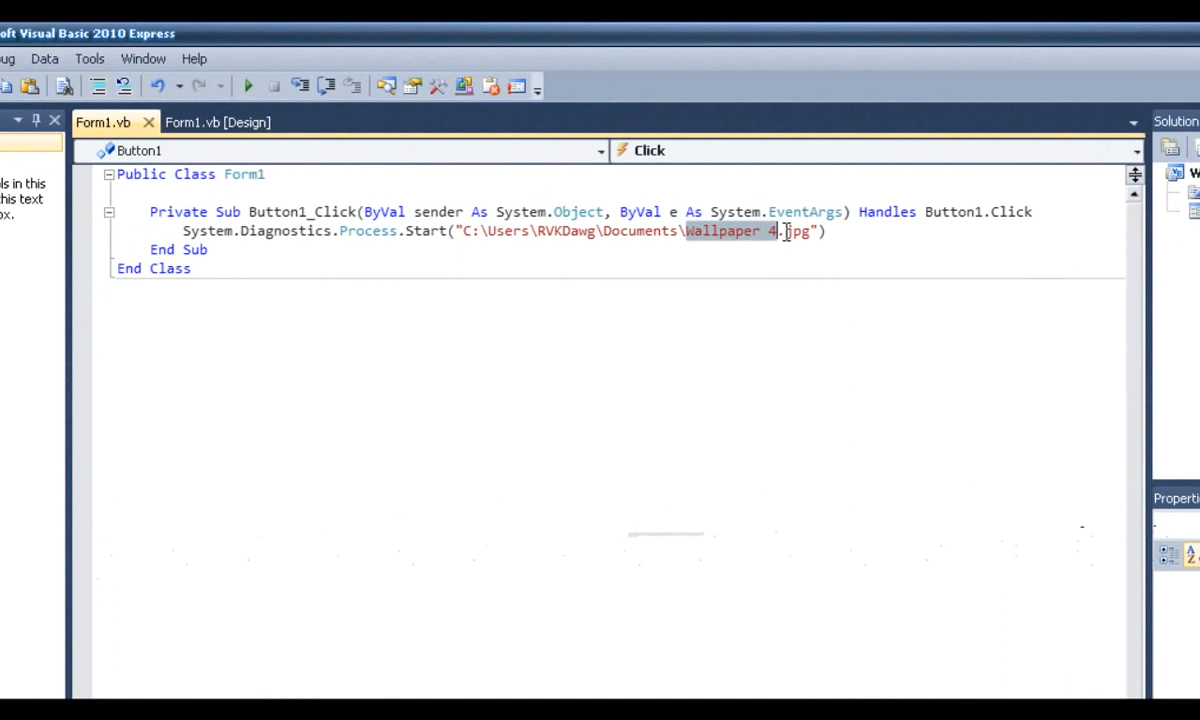 oft Visual Basic 2010 Express
ug Data Tools Window Help
Form1.vb Form1.vb [Design]
Solution
Button1 Click
ls in this
this text
ox.
Public Class Form1
Private Sub Button1_Click(ByVal sender As System.Object, ByVal e As System.EventArgs) Handles Button1.Click
System.Diagnostics.Process.Start("C:\Users\RVKDawg\Documents\Wallpaper 4.jpg")
End Sub
End Class
Properti